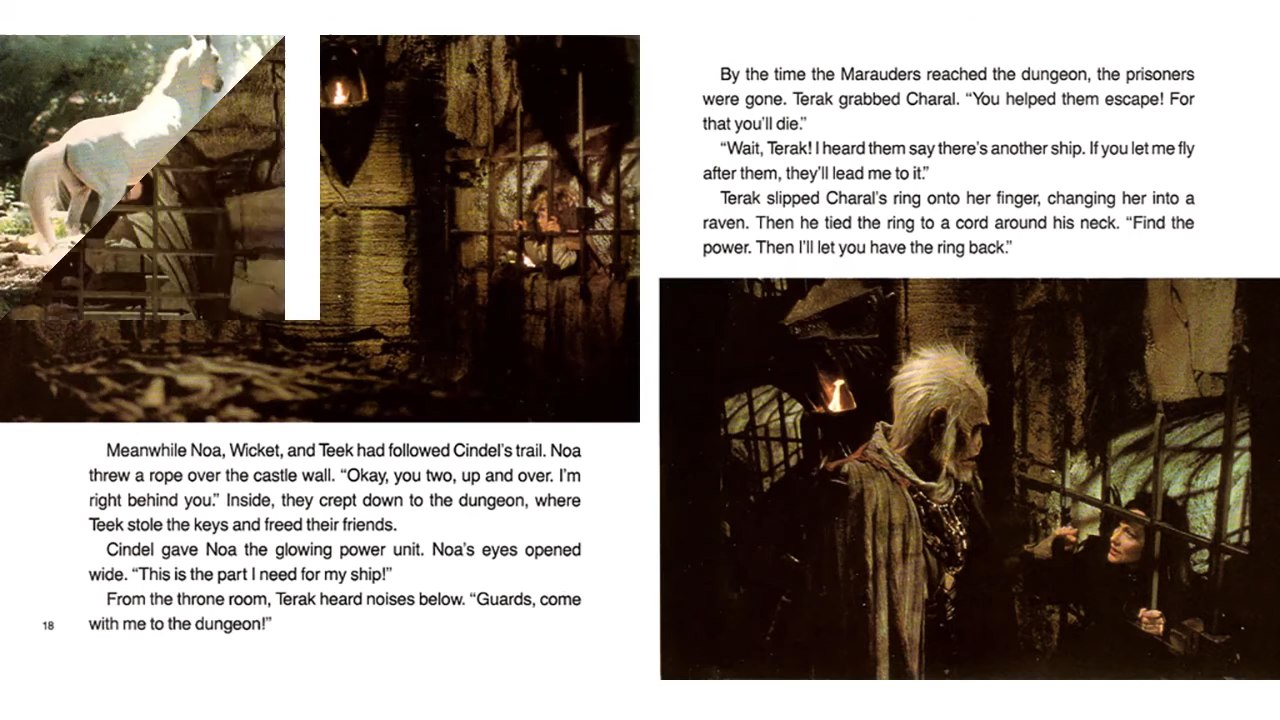 Meanwhile Noa, Wicket, and Teek had followed Cindel's trail. Noa
threw a rope over the castle wall. “Okay, you two, up and over. I'm
right behind you.” Inside, they crept down to the dungeon, where
Teek stole the keys and freed their friends.
Cindel gave Noa the glowing power unit. Noa's eyes opened
wide. “This is the part I need for my ship!”
From the throne room, Terak heard noises below. “Guards, come
with me to the dungeon!”
18
By the time the Marauders reached the dungeon, the prisoners
were gone. Terak grabbed Charal. “You helped them escape! For
that you'll die.”
“Wait, Terak! I heard them say there's another ship. If you let me fly
after them, they'll lead me to it.”
Terak slipped Charal's ring onto her finger, changing her into a
raven. Then he tied the ring to a cord around his neck. “Find the
power. Then I'll let you have the ring back.”